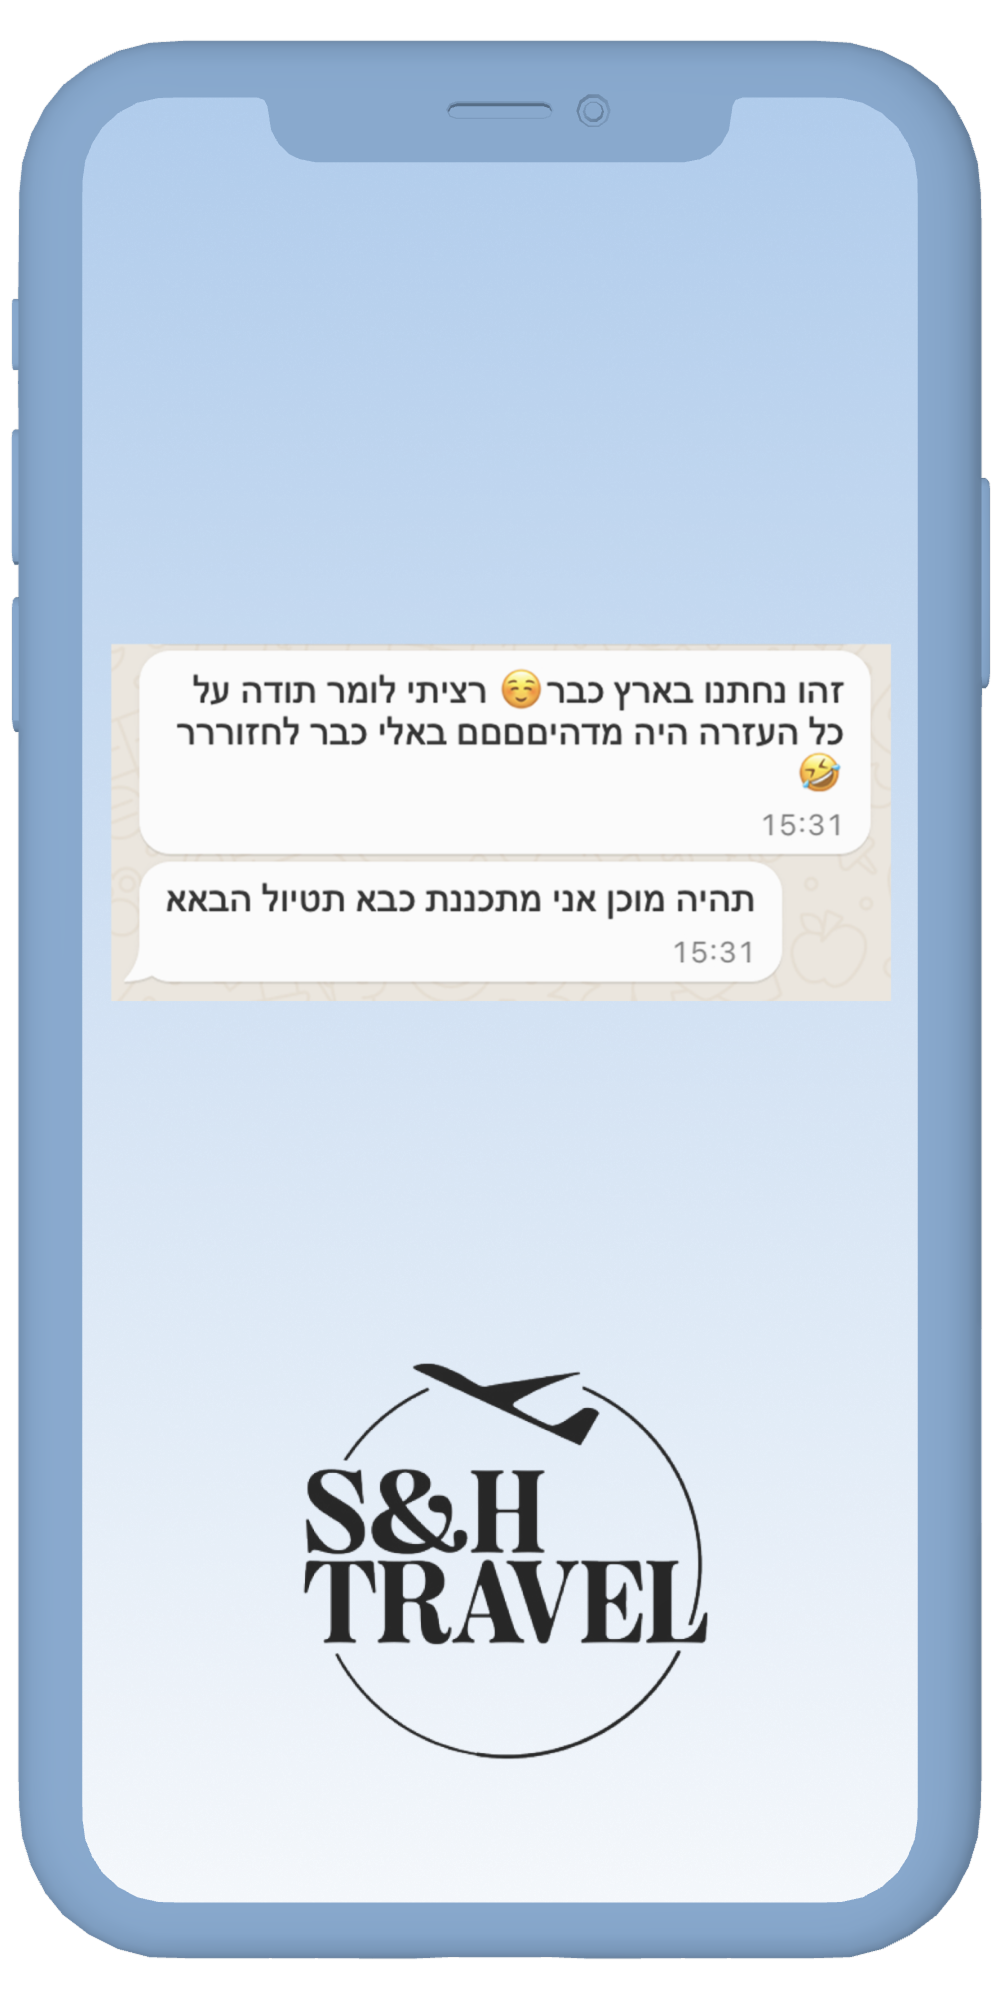 זהו נחתנו בארץ כבר☺️ רציתי לומר תודה על
כל העזרה היה מדהיםםםםם באלי כבר לחזוררר
🤣
15:31
תהיה מוכן אני מתכננת כבא תטיול הבאא
15:31
S&H
TRAVEL